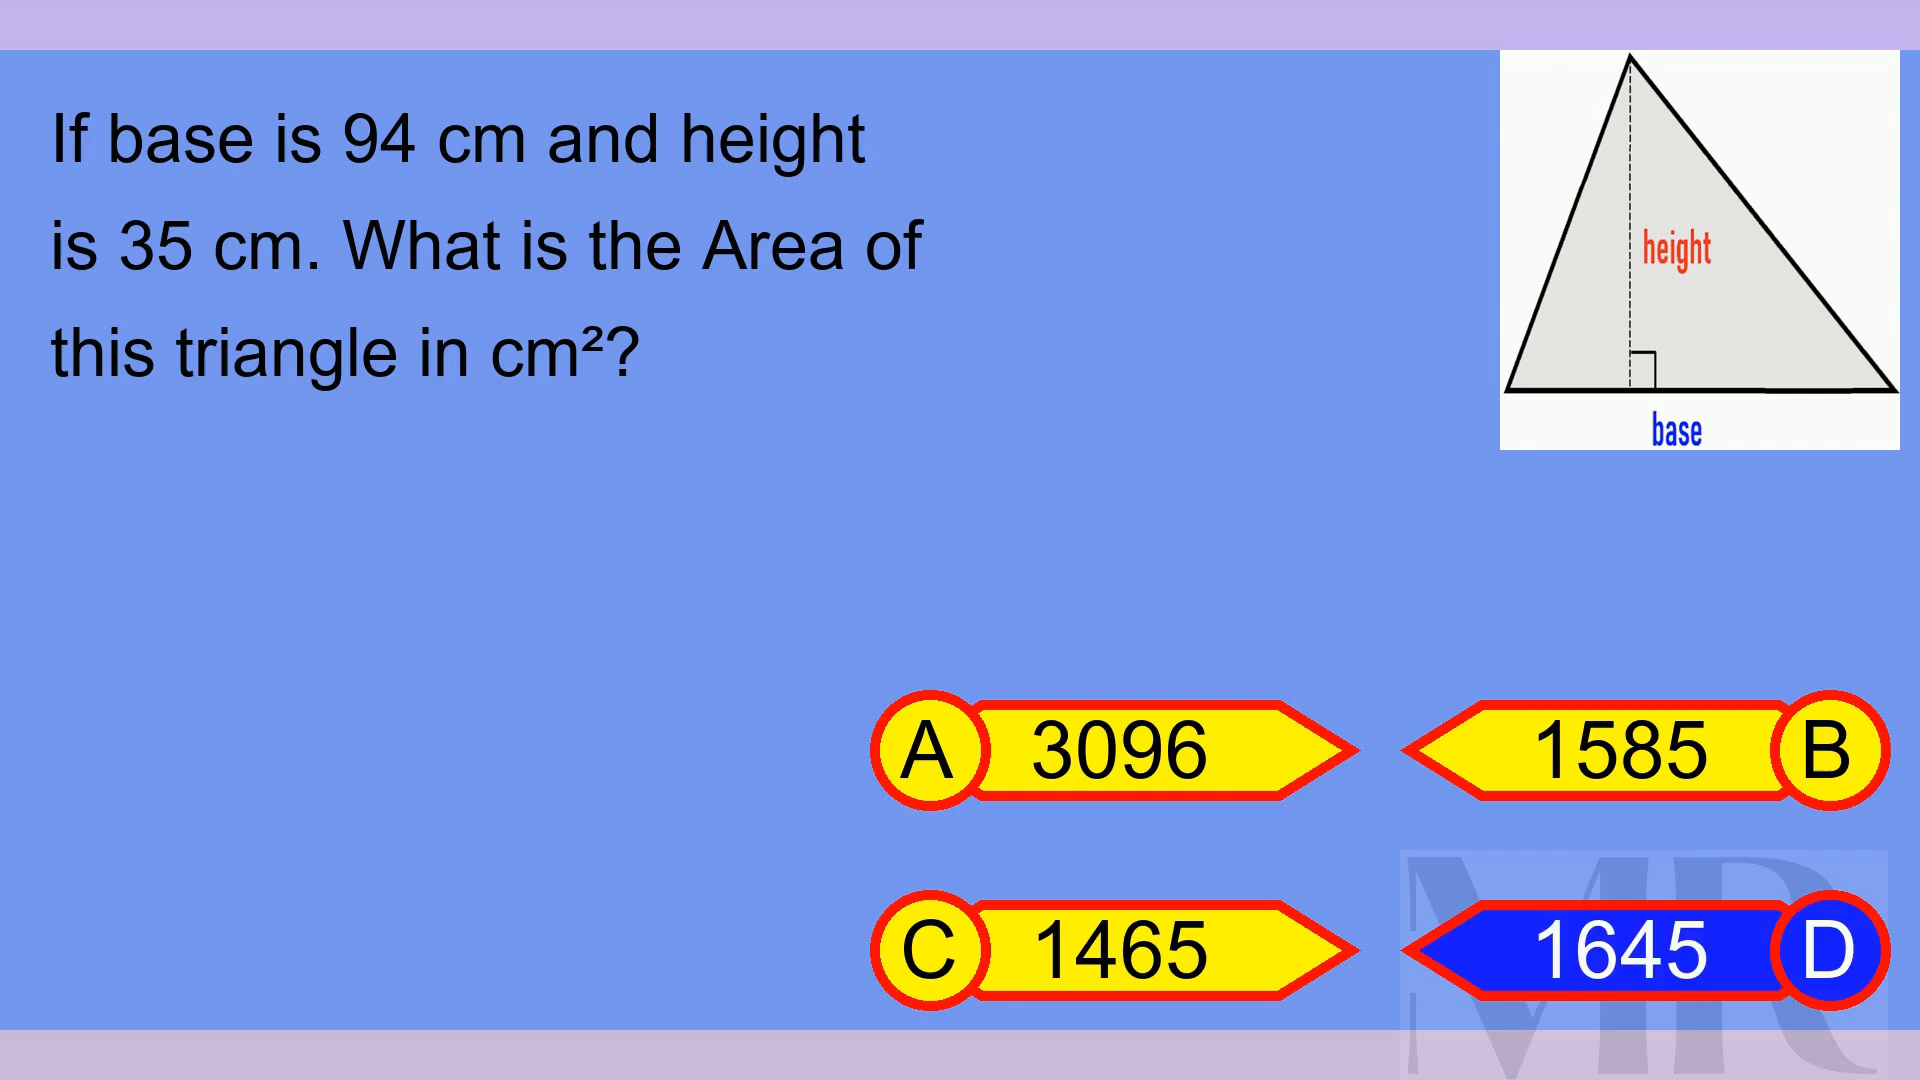 If base is 94 cm and height
is 35 cm. What is the Area of
this triangle in cm²?
height
base
A 3096
1585 B
C 1465
1645 D
MR